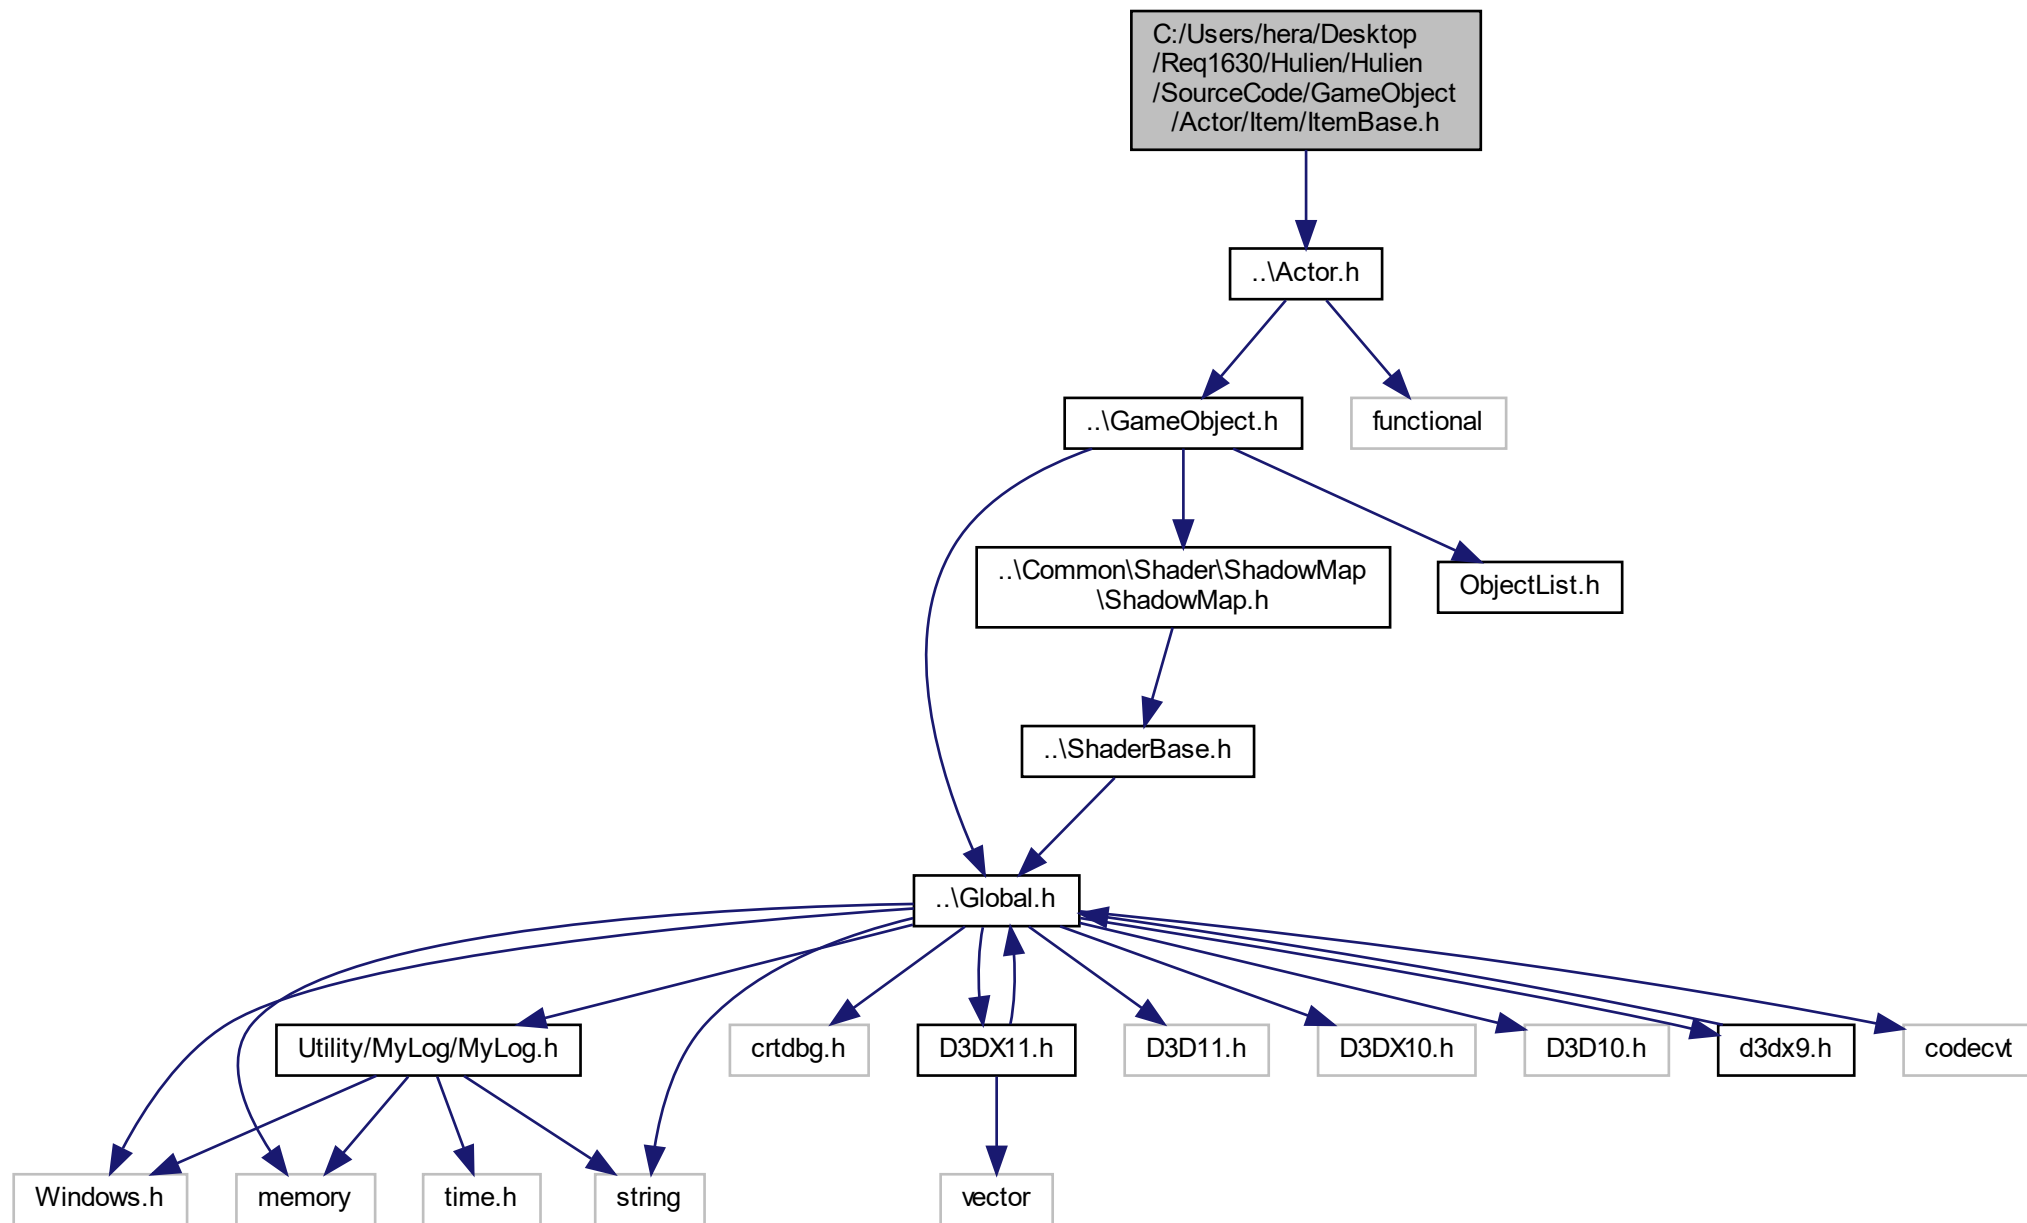 C:/Users/hera/Desktop
/Req1630/Hulien/Hulien
/SourceCode/GameObject
/Actor/Item/ItemBase.h
..\Actor.h
..\GameObject.h
functional
..\Common\Shader\ShadowMap
\ShadowMap.h
ObjectList.h
..\ShaderBase.h
..\Global.h
Utility/MyLog/MyLog.h
crtdbg.h
D3DX11.h
D3D11.h
D3DX10.h
D3D10.h
d3dx9.h
codecvt
Windows.h
memory
time.h
string
vector